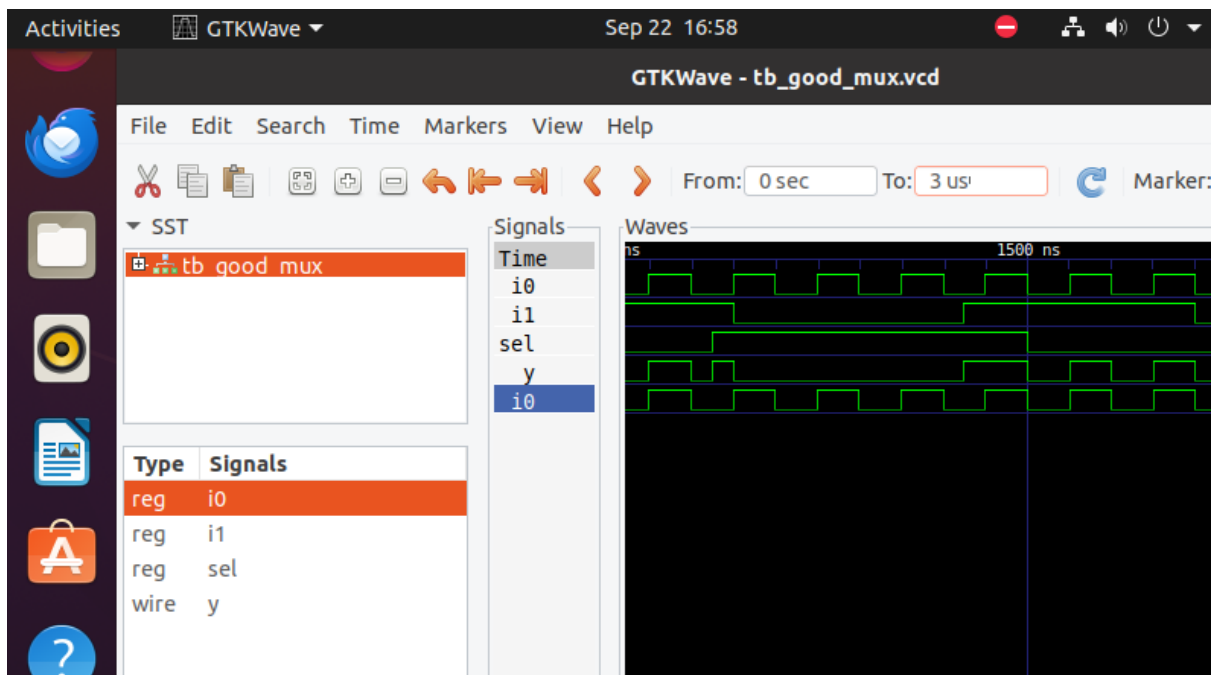 Activities GTKWave Sep 22 16:58
GTKWave - tb_good_mux.vcd
File Edit Search Time Markers View Help
From: 0 sec To: 3 us Marker:
SST
tb_good_mux
Type Signals
reg i0
reg i1
reg sel
wire y
Signals
Time
i0
i1
sel
y
i0
Waves
ns 1500 ns
?